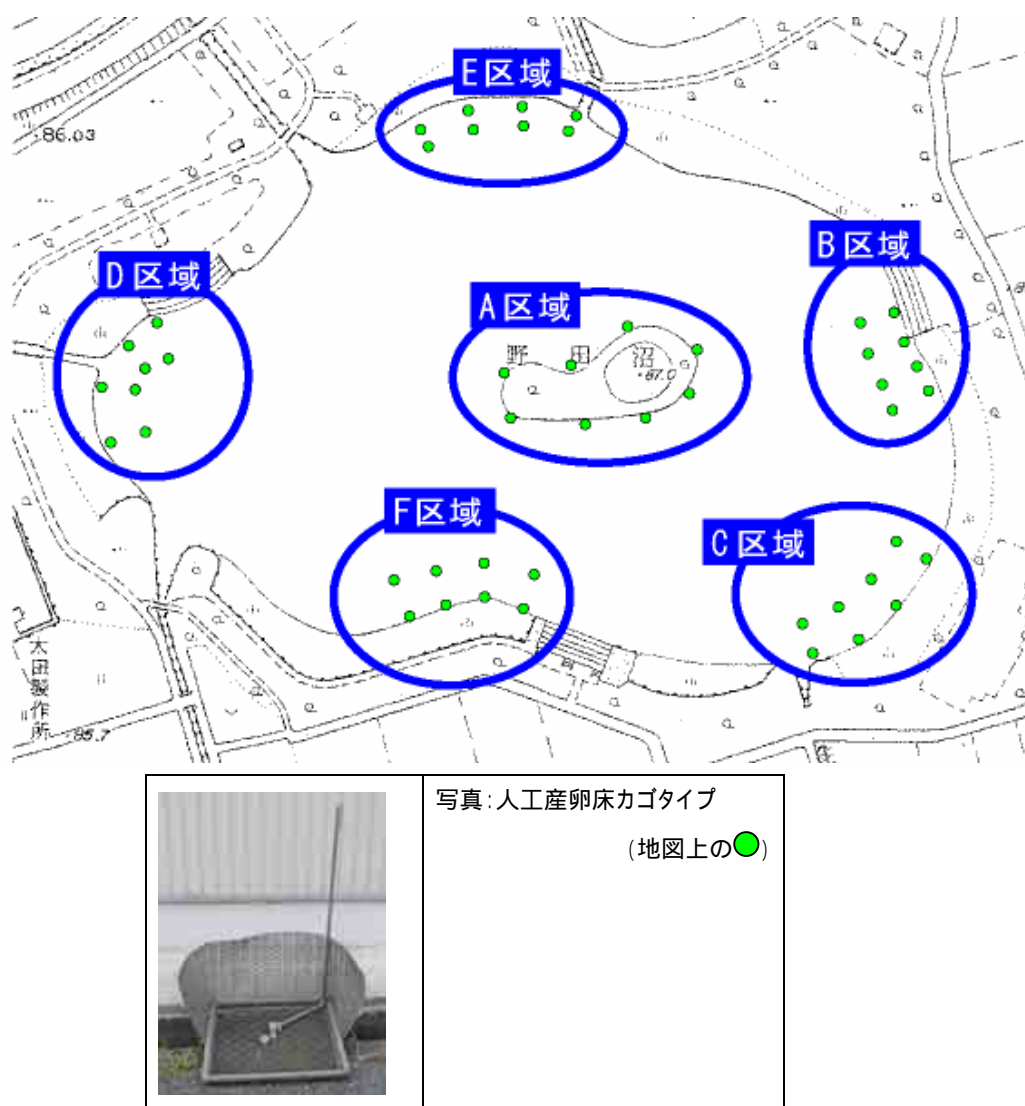 E区域
86.03
B区域
D区域
A区域
野田沼
87.0
F区域
C区域
太田製作所
85.7
写真:人工産卵床カゴタイプ
(地図上の●)